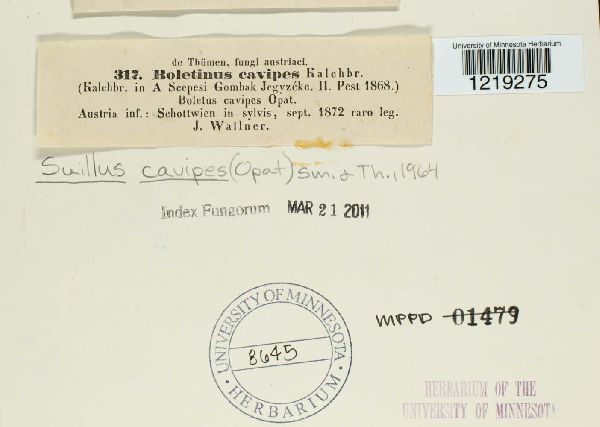 de Thümen, fungi austriaci.
317. Boletinus cavipes Kalchbr.
(Kalchbr. in A Szepesi Gombak Jegyzéke. II. Pest 1868.)
Boletus cavipes Opat.
Austria inf.: Schottwien in sylvis, sept. 1872 raro leg.
J. Wallner.
University of Minnesota Herbarium
1219275
Suillus cavipes (Opat) Sm. & Th., 1964
Index Fungorum MAR 21 2011
UNIVERSITY OF MINNESOTA
8645
HERBARIUM
MPPD 01479
HERBARIUM OF THE
UNIVERSITY OF MINNESOTA